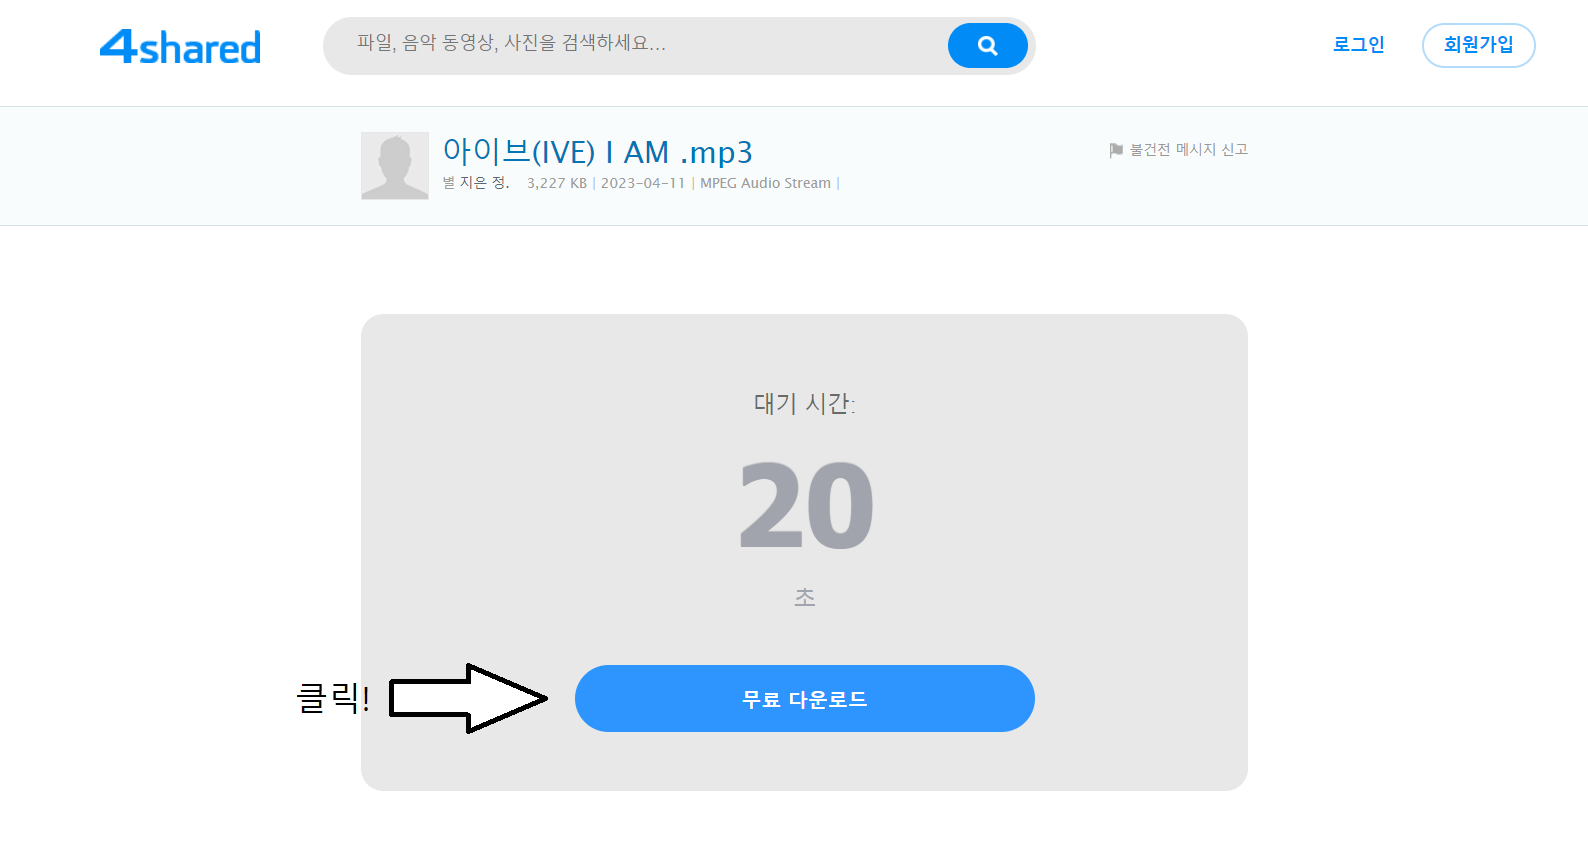 4shared
파일, 음악 동영상, 사진을 검색하세요...
로그인
회원가입
아이브(IVE) I AM .mp3
별 지은 정. 3,227 KB | 2023-04-11 | MPEG Audio Stream |
불건전 메시지 신고
대기 시간:
20
초
클릭!
무료 다운로드